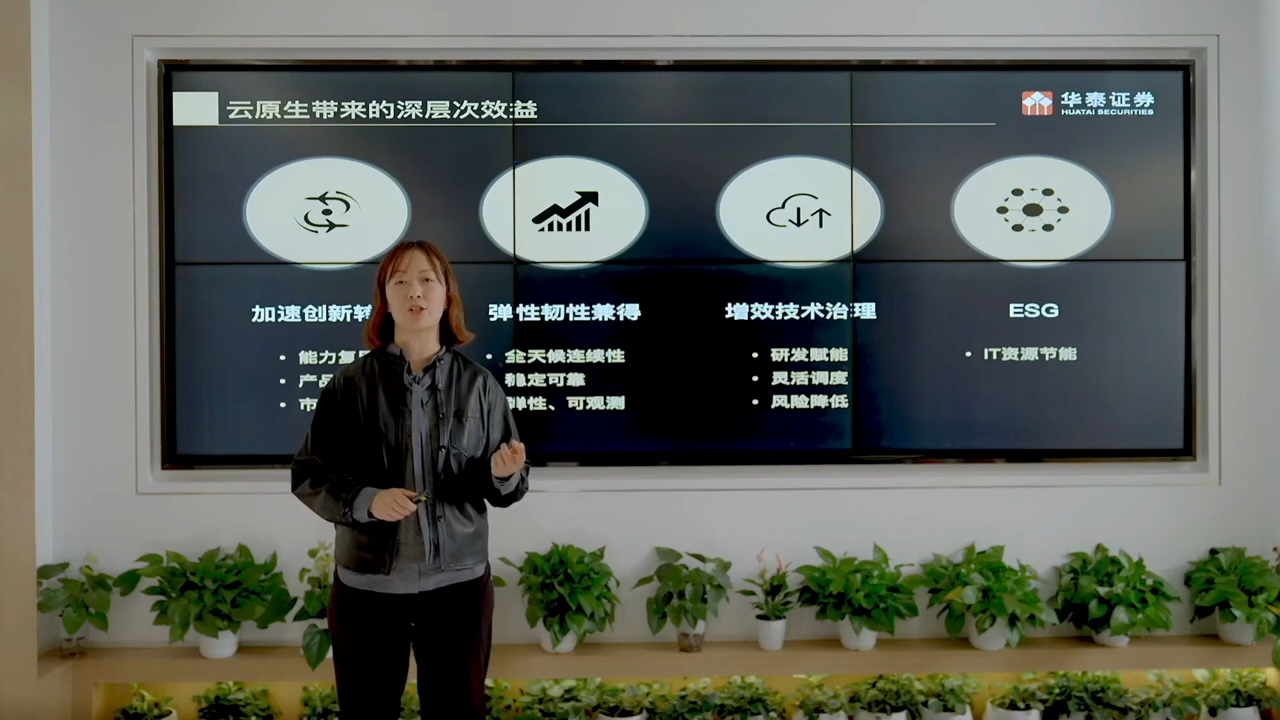 云原生带来的深层次效益
华泰证券
HUATAI SECURITIES
加速创新转
弹性韧性兼得
增效技术治理
ESG
• 能力复
• 全天候连续性
• 研发赋能
• IT资源节能
• 产品
稳定可靠
• 灵活调度
• 市
弹性、可观测
• 风险降低